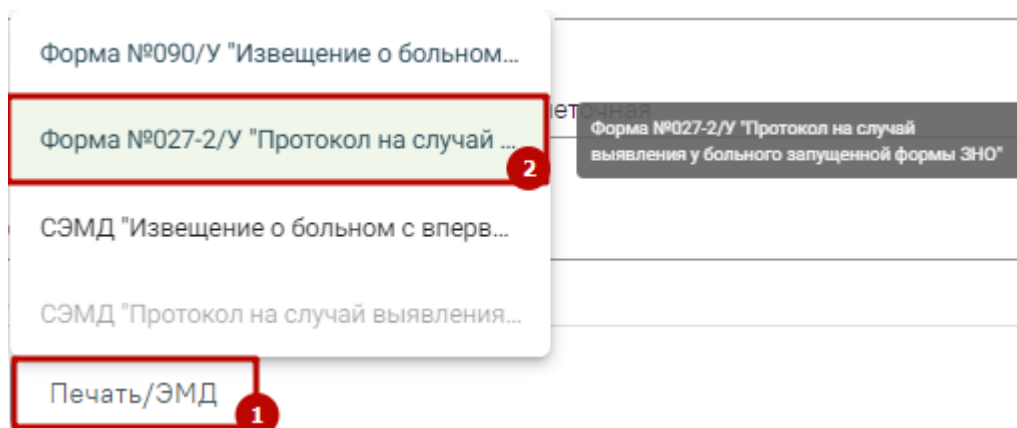 Форма №090/У "Извещение о больном...
Форма №027-2/У "Протокол на случай ...
2
Форма №027-2/У "Протокол на случай
выявления у больного запущенной формы ЗНО"
СЭМД "Извещение о больном с вперв...
СЭМД "Протокол на случай выявления...
Печать/ЭМД
1